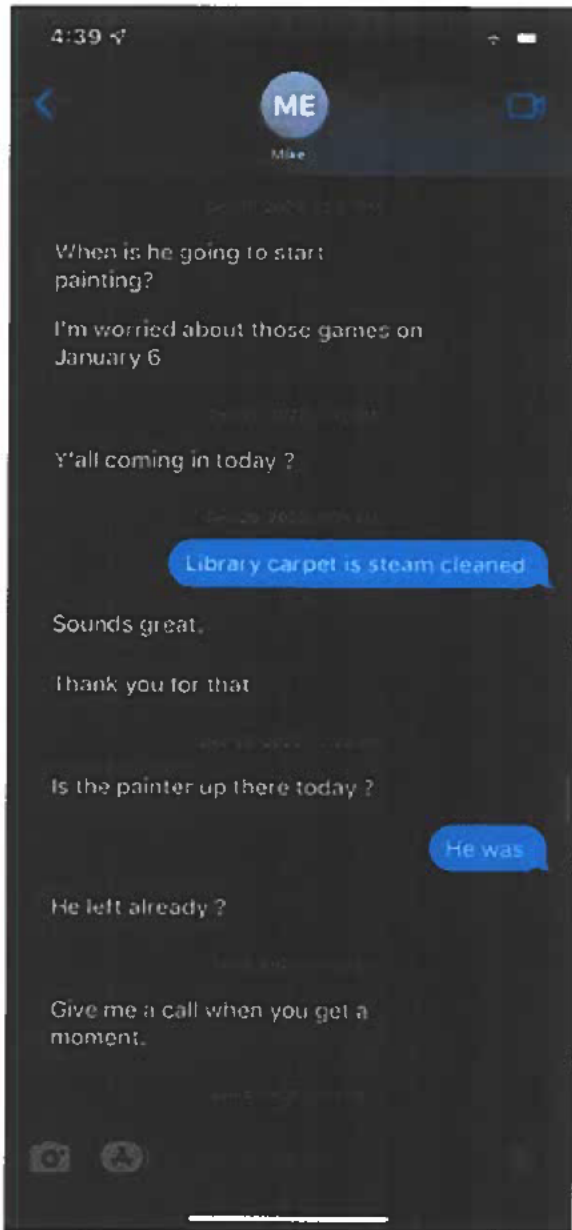 4:39
ME
Mike
When is he going to start
painting?
I'm worried about those games on
January 6
Y'all coming in today ?
Library carpet is steam cleaned
Sounds great.
Thank you for that
Is the painter up there today ?
He was
He left already ?
Give me a call when you get a
moment.